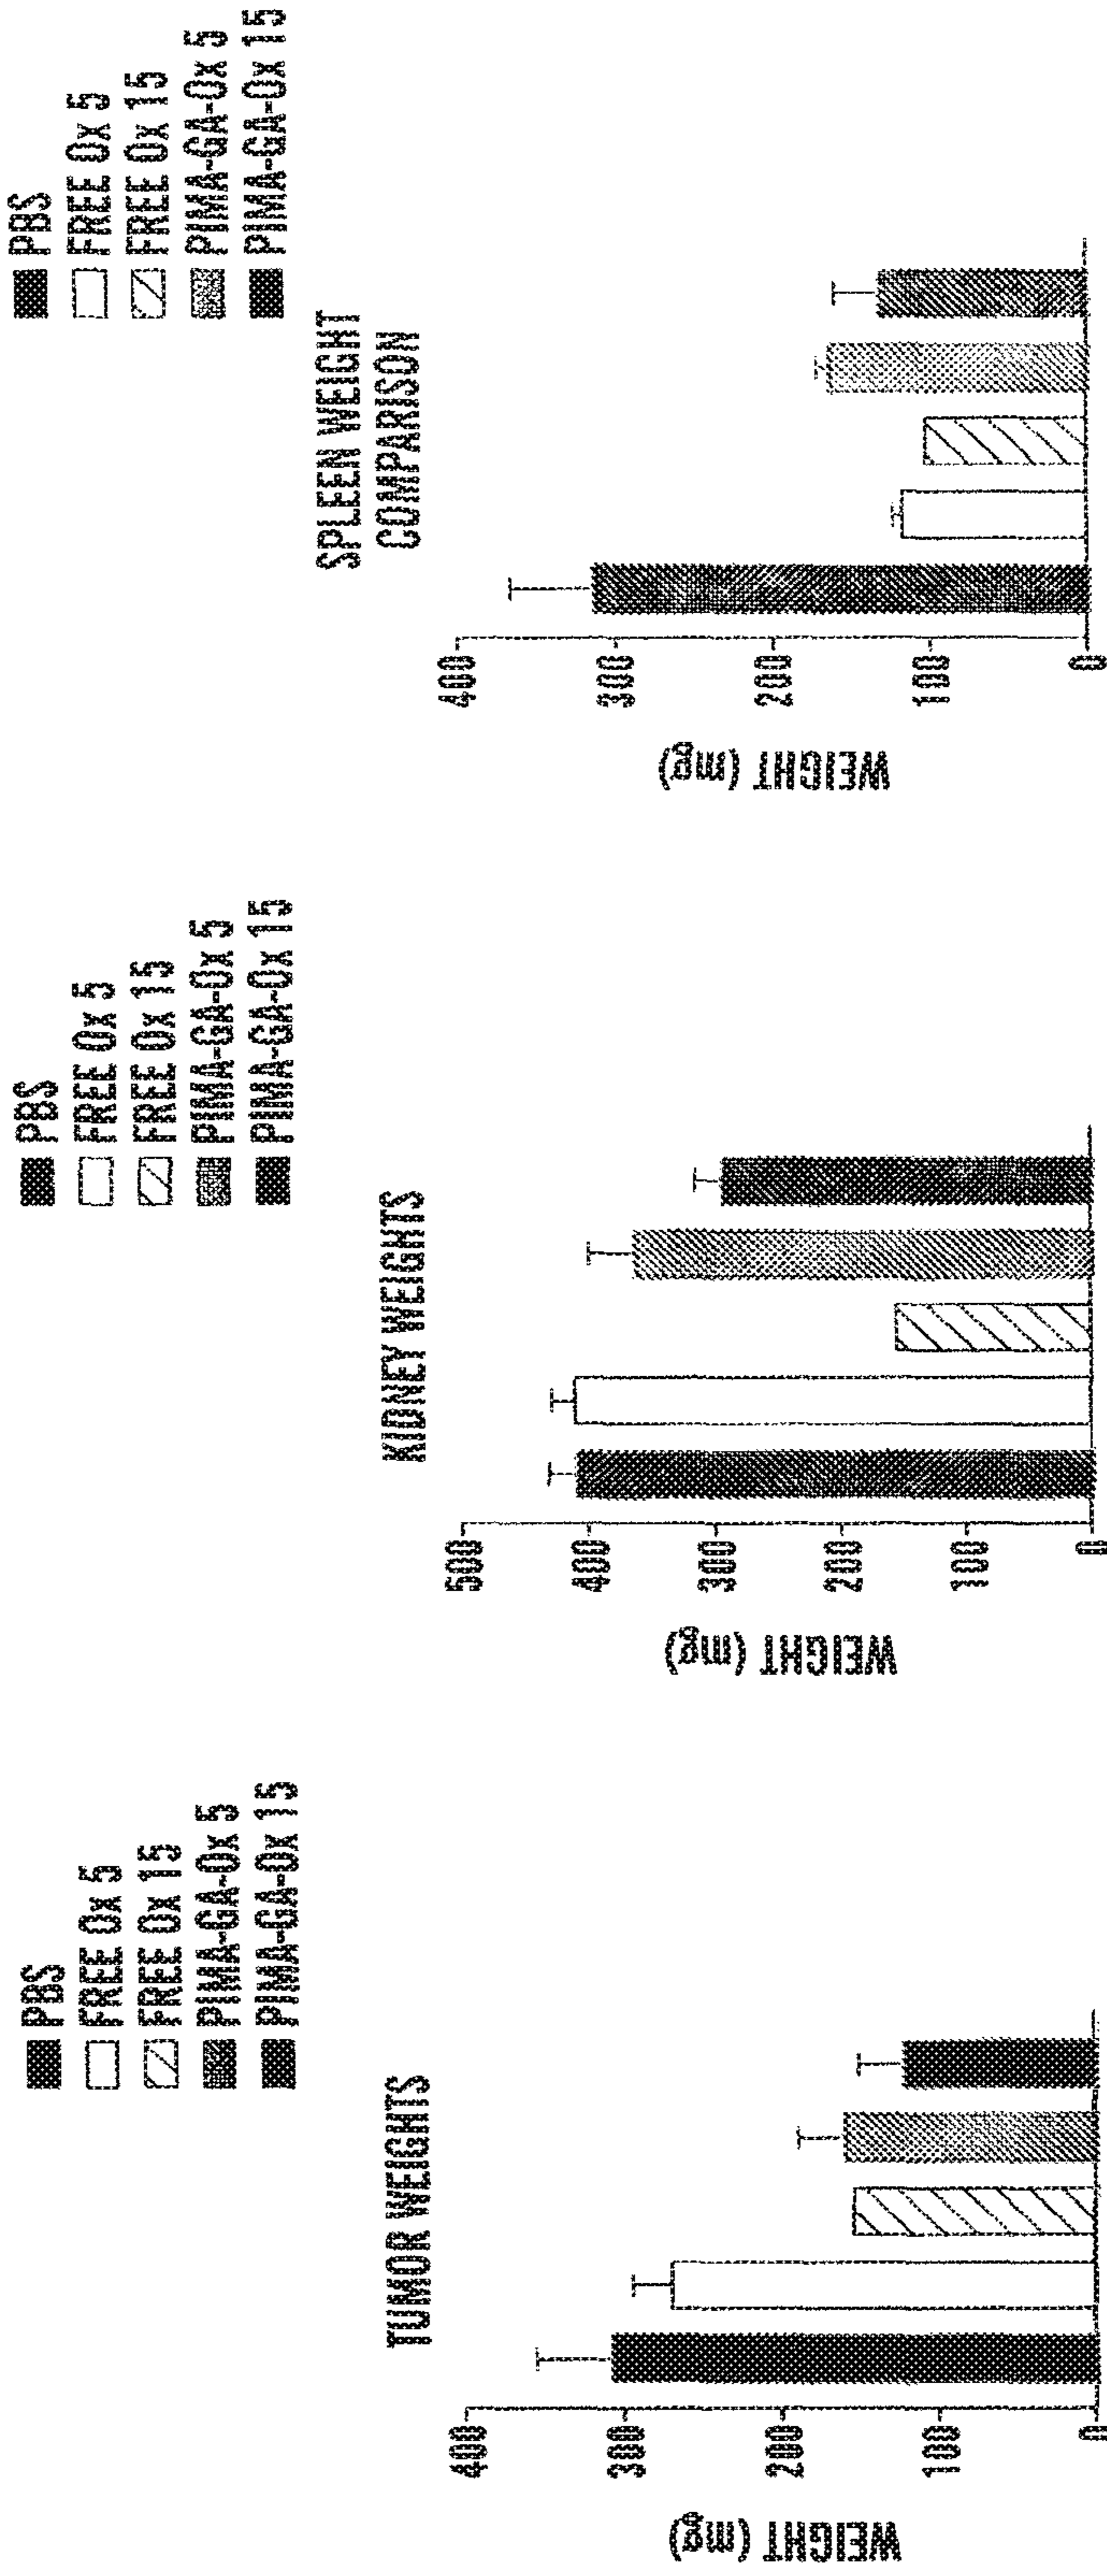 TUMOR WEIGHTS
PBS
FREE Ox 5
FREE Ox 15
PIMA-GA-Ox 5
PIMA-GA-Ox 15
WEIGHT (mg)
400
300
200
100
0
KIDNEY WEIGHTS
PBS
FREE Ox 5
FREE Ox 15
PIMA-GA-Ox 5
PIMA-GA-Ox 15
WEIGHT (mg)
500
400
300
200
100
0
SPLEEN WEIGHT
COMPARISON
PBS
FREE Ox 5
FREE Ox 15
PIMA-GA-Ox 5
PIMA-GA-Ox 15
WEIGHT (mg)
400
300
200
100
0